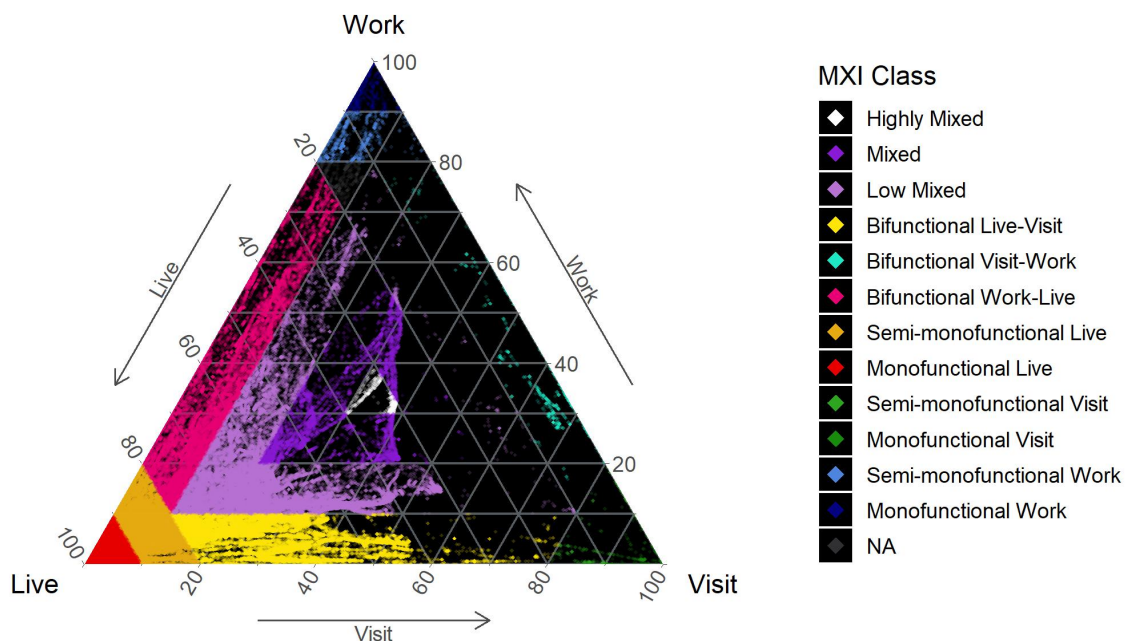 Work
100
20
80
40
60
Live
Work
60
40
80
20
100
Live
20
40
60
80
100
Visit
Visit
MXI Class
Highly Mixed
Mixed
Low Mixed
Bifunctional Live-Visit
Bifunctional Visit-Work
Bifunctional Work-Live
Semi-monofunctional Live
Monofunctional Live
Semi-monofunctional Visit
Monofunctional Visit
Semi-monofunctional Work
Monofunctional Work
NA